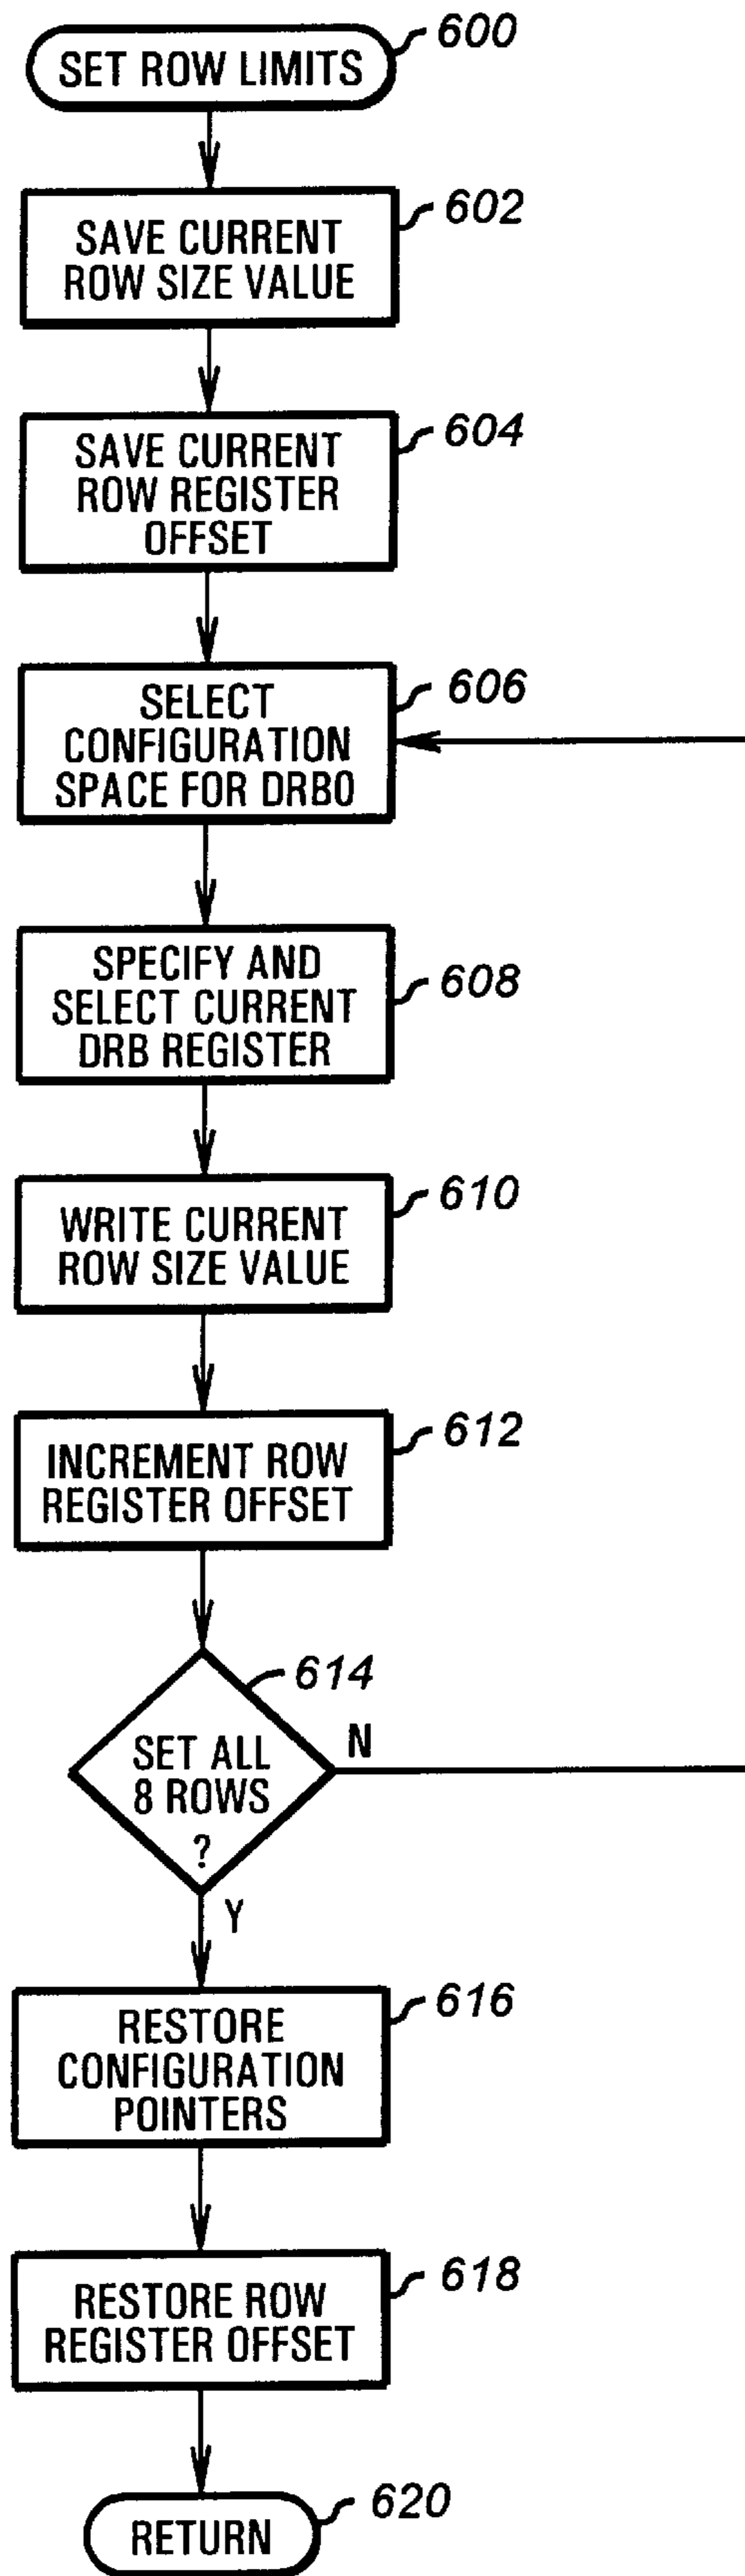 600
SET ROW LIMITS
602
SAVE CURRENT
ROW SIZE VALUE
604
SAVE CURRENT
ROW REGISTER
OFFSET
606
SELECT
CONFIGURATION
SPACE FOR DRB0
608
SPECIFY AND
SELECT CURRENT
DRB REGISTER
610
WRITE CURRENT
ROW SIZE VALUE
612
INCREMENT ROW
REGISTER OFFSET
614
SET ALL
8 ROWS
?
N
Y
616
RESTORE
CONFIGURATION
POINTERS
618
RESTORE ROW
REGISTER OFFSET
620
RETURN